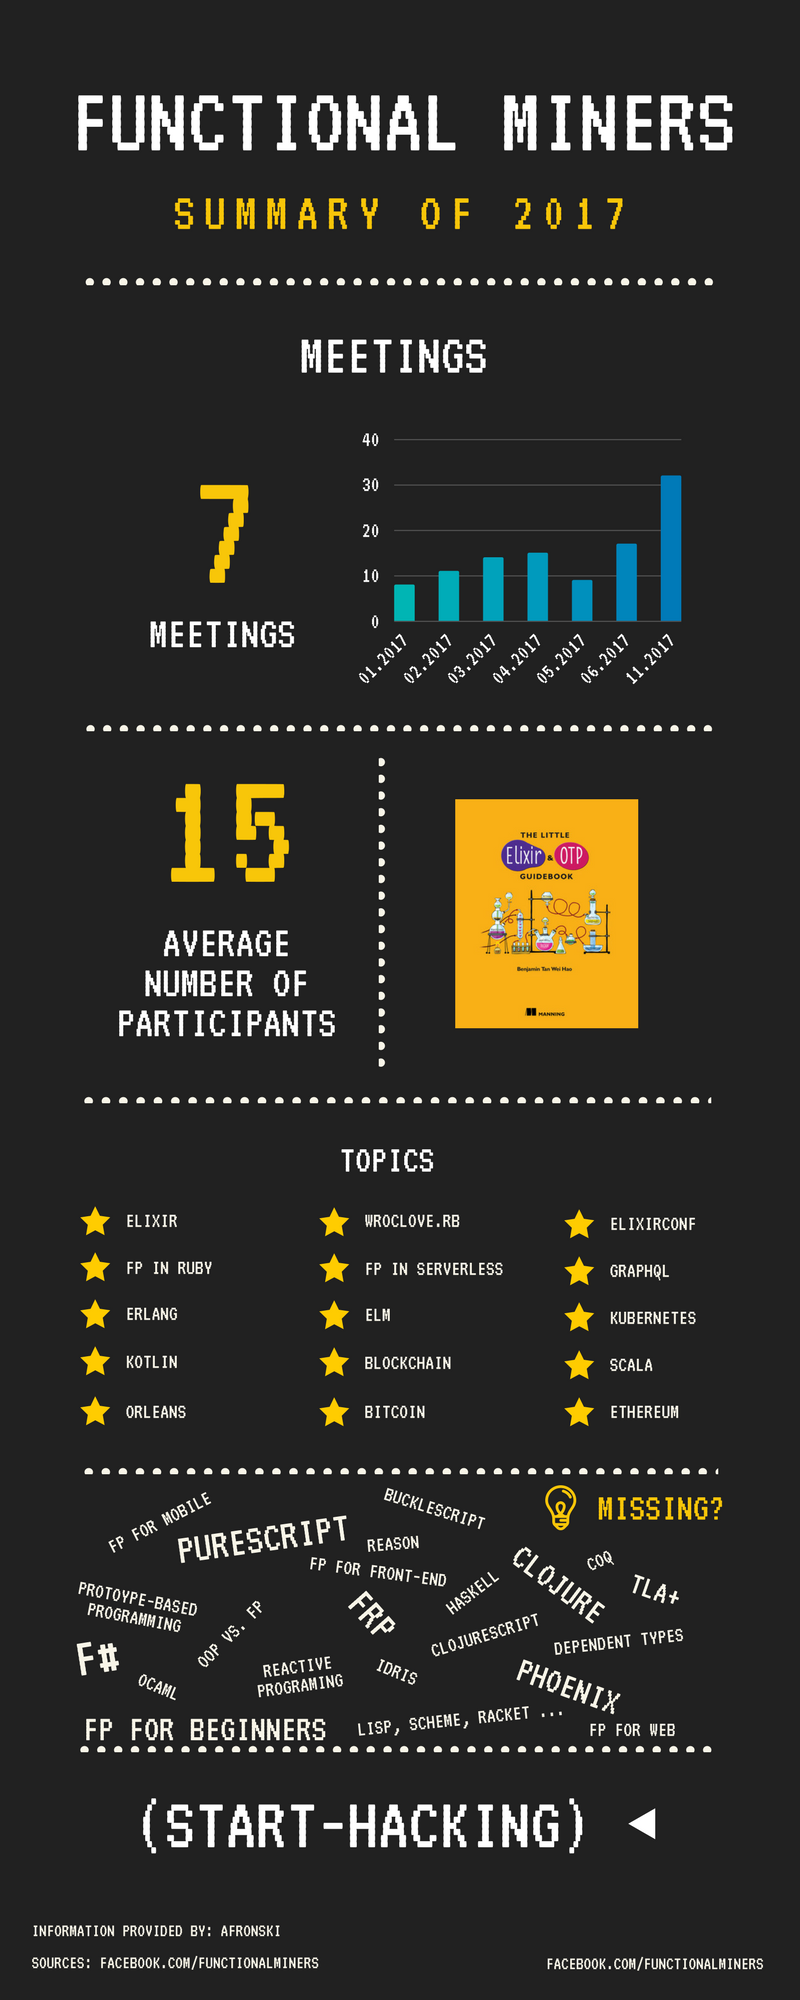 FUNCTIONAL MINERS
SUMMARY OF 2017
MEETINGS
7
MEETINGS
40
30
20
10
0
01.2017
02.2017
03.2017
04.2017
05.2017
06.2017
11.2017
15
AVERAGE
NUMBER OF
PARTICIPANTS
THE LITTLE
Elixir & OTP
GUIDEBOOK
Benjamin Tan Wei Hao
MANNING
TOPICS
ELIXIR
FP IN RUBY
ERLANG
KOTLIN
ORLEANS
WROCLOVE.RB
FP IN SERVERLESS
ELM
BLOCKCHAIN
BITCOIN
ELIXIRCONF
GRAPHQL
KUBERNETES
SCALA
ETHEREUM
MISSING?
FP FOR MOBILE
BUCKLESCRIPT
PURESCRIPT
REASON
FP FOR FRONT-END
CLOJURE
COQ
TLA+
HASKELL
PROTOYPE-BASED
PROGRAMMING
OOP VS. FP
FRP
CLOJURESCRIPT
DEPENDENT TYPES
F#
OCAML
REACTIVE
PROGRAMING
IDRIS
PHOENIX
FP FOR BEGINNERS
LISP, SCHEME, RACKET ...
FP FOR WEB
(START-HACKING)
INFORMATION PROVIDED BY: AFRONSKI
SOURCES: FACEBOOK.COM/FUNCTIONALMINERS
FACEBOOK.COM/FUNCTIONALMINERS